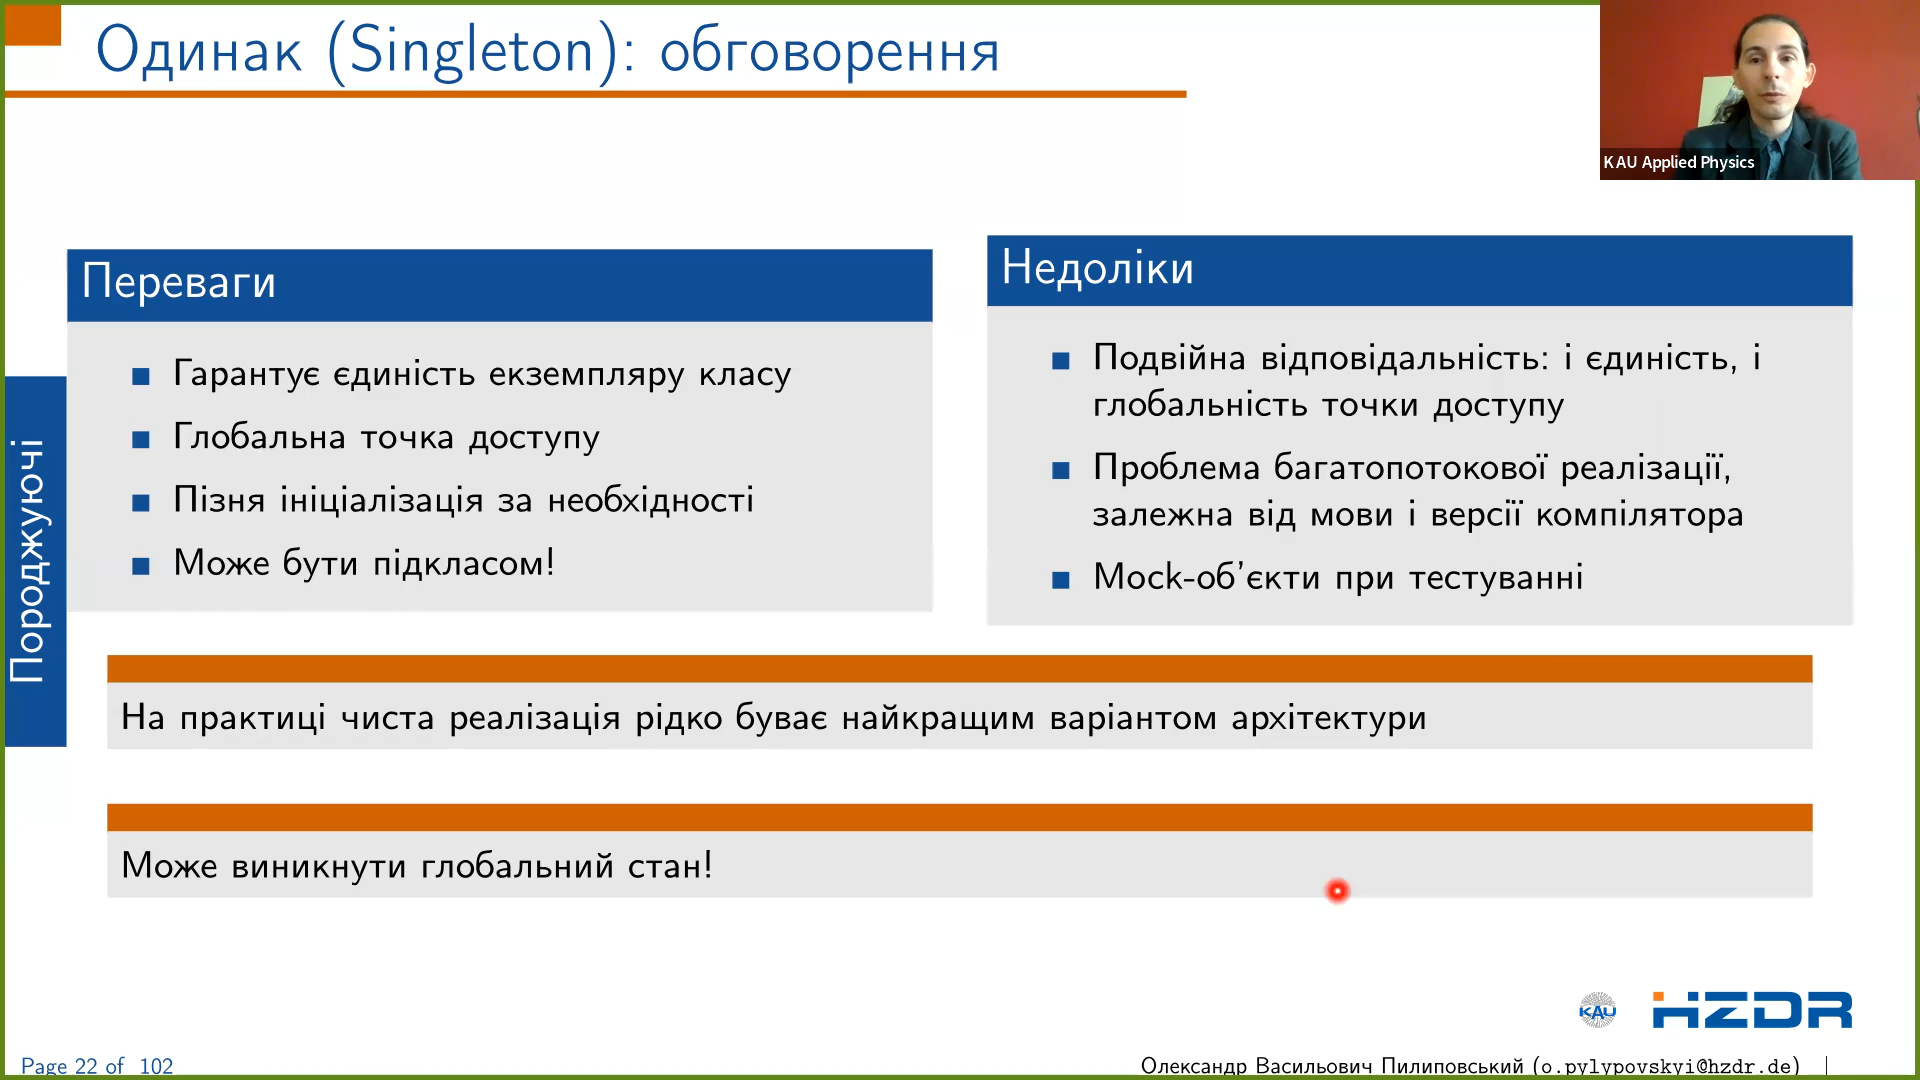 Одинак (Singleton): обговорення
KAU Applied Physics
Породжуючі
Переваги
Гарантує єдиність екземпляру класу
Глобальна точка доступу
Пізня ініціалізація за необхідності
Може бути підкласом!
Недоліки
Подвійна відповідальність: і єдиність, і
глобальність точки доступу
Проблема багатопотокової реалізації,
залежна від мови і версії компілятора
Mock-об'єкти при тестуванні
На практиці чиста реалізація рідко буває найкращим варіантом архітектури
Може виникнути глобальний стан!
KAU
HZDR
Page 22 of 102
Олександр Васильович Пилиповський (o.pylypovskyi@hzdr.de) |